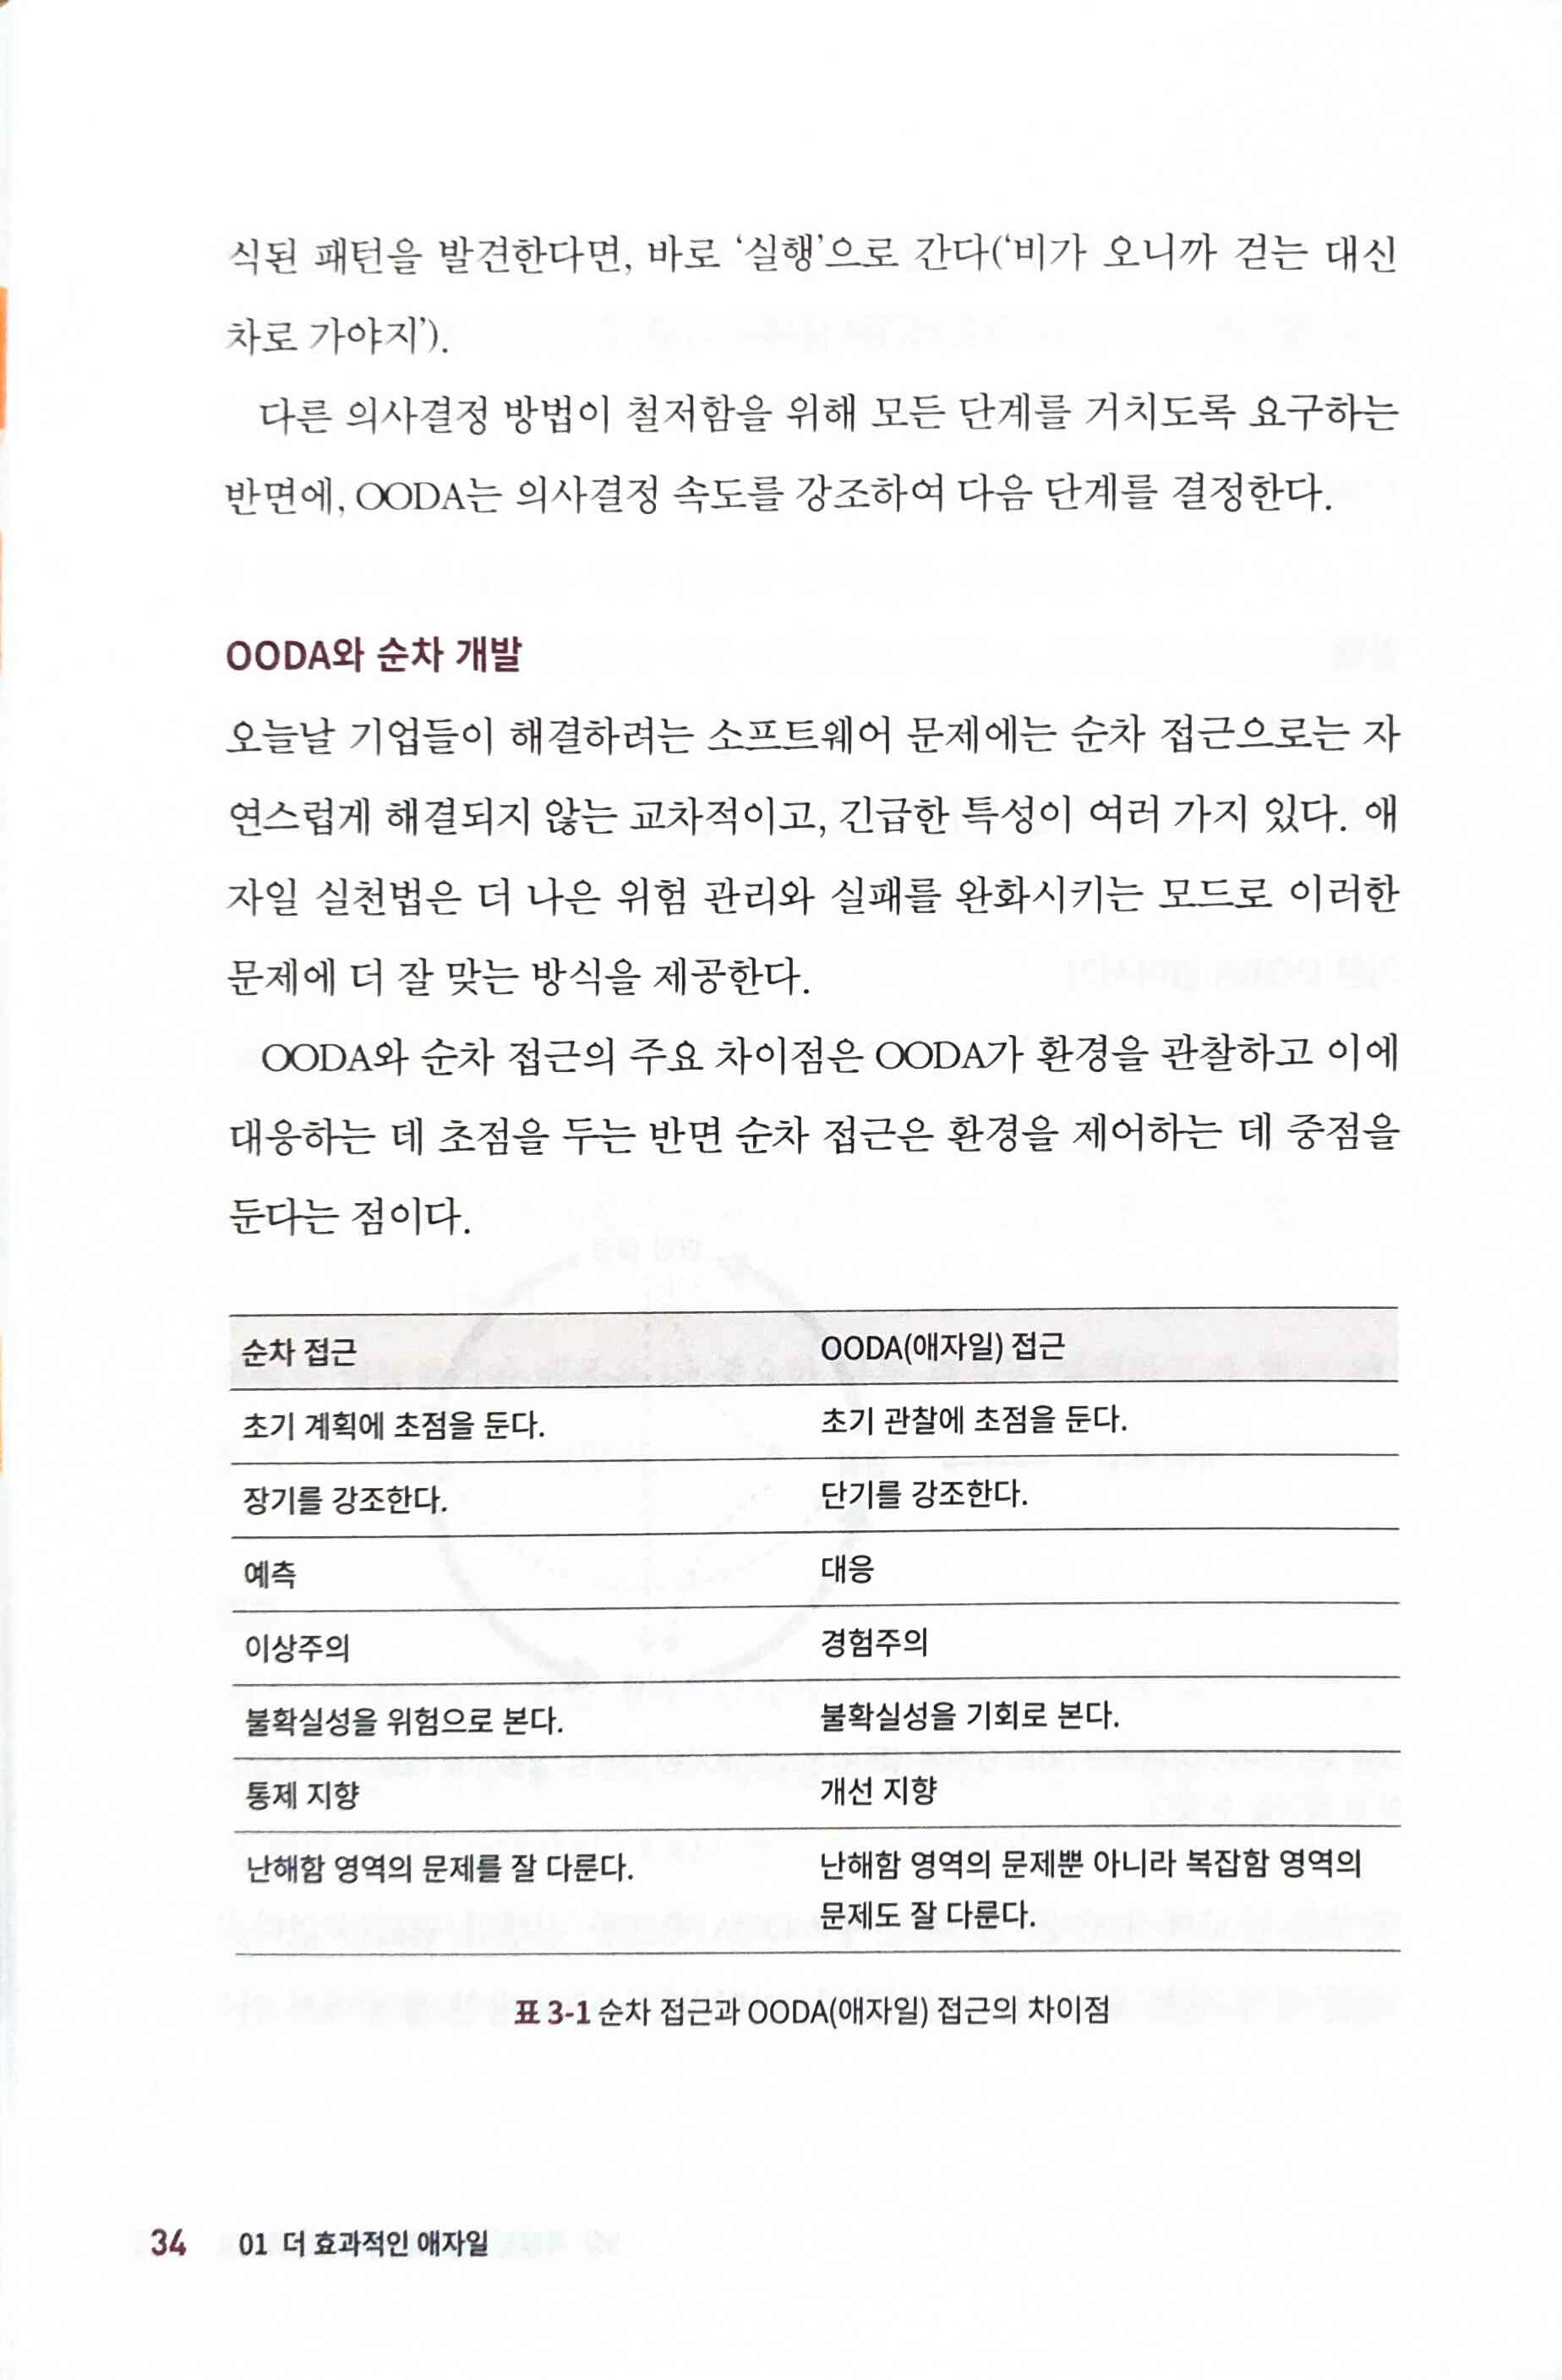 식된 패턴을 발견한다면, 바로 ‘실행’으로 간다(‘비가 오니까 걷는 대신
차로 가야지’).
다른 의사결정 방법이 철저함을 위해 모든 단계를 거치도록 요구하는
반면에, OODA는 의사결정 속도를 강조하여 다음 단계를 결정한다.
OODA와 순차 개발
오늘날 기업들이 해결하려는 소프트웨어 문제에는 순차 접근으로는 자
연스럽게 해결되지 않는 교차적이고, 긴급한 특성이 여러 가지 있다. 애
자일 실천법은 더 나은 위험 관리와 실패를 완화시키는 모드로 이러한
문제에 더 잘 맞는 방식을 제공한다.
OODA와 순차 접근의 주요 차이점은 OODA가 환경을 관찰하고 이에
대응하는 데 초점을 두는 반면 순차 접근은 환경을 제어하는 데 중점을
둔다는 점이다.
순차 접근 OODA(애자일) 접근
초기 계획에 초점을 둔다. 초기 관찰에 초점을 둔다.
장기를 강조한다. 단기를 강조한다.
예측 대응
이상주의 경험주의
불확실성을 위험으로 본다. 불확실성을 기회로 본다.
통제 지향 개선 지향
난해함 영역의 문제를 잘 다룬다. 난해함 영역의 문제뿐 아니라 복잡함 영역의
문제도 잘 다룬다.
표 3-1 순차 접근과 OODA(애자일) 접근의 차이점
34 01 더 효과적인 애자일